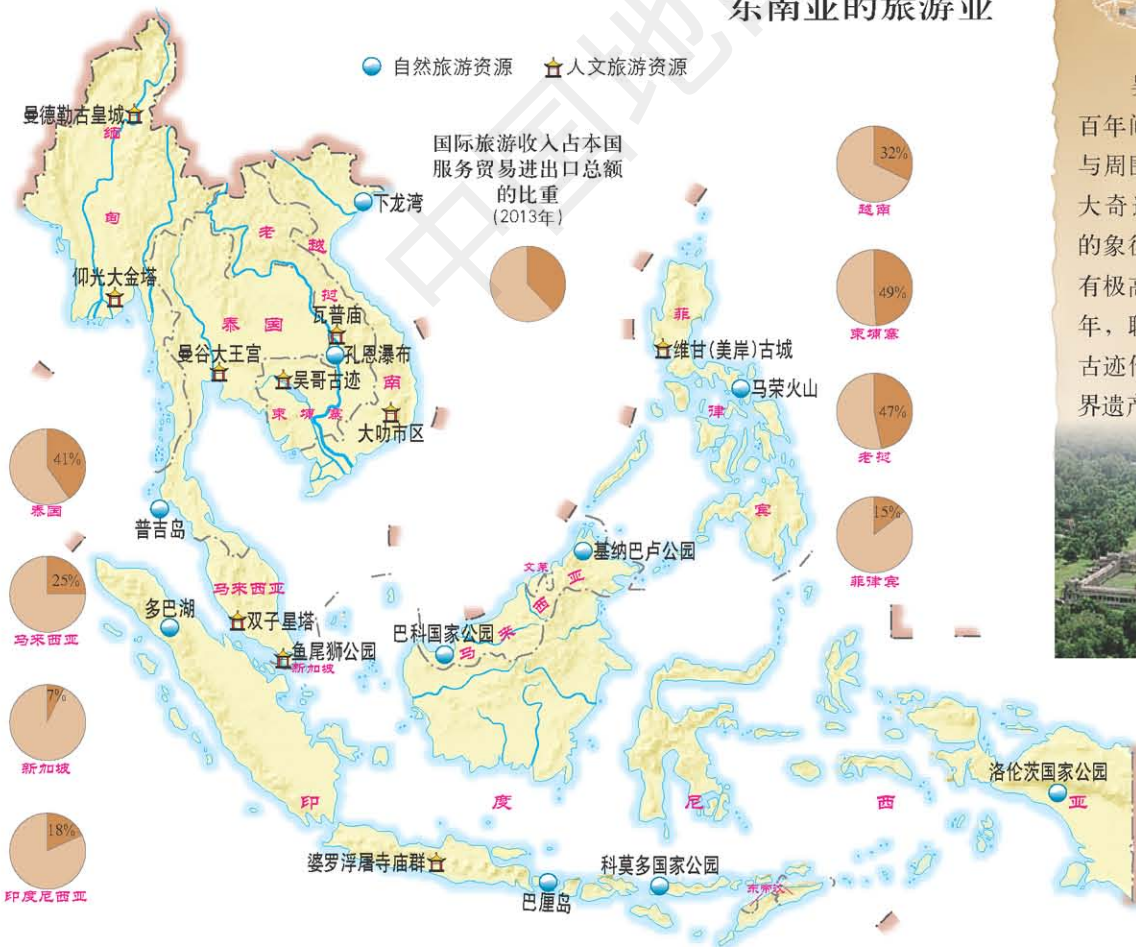 东南亚的旅游业
自然旅游资源 人文旅游资源
国际旅游收入占本国
服务贸易进出口总额
的比重
(2013年)
曼德勒古皇城
缅
甸
仰光大金塔
下龙湾
老
挝
越
南
泰国
瓦普庙
孔恩瀑布
曼谷大王宫
吴哥古迹
柬埔寨
大叻市区
普吉岛
马来西亚
双子星塔
鱼尾狮公园
新加坡
多巴湖
菲
律
宾
维甘(美岸)古城
马荣火山
基纳巴卢公园
文莱
马来西亚
巴科国家公园
印度尼西亚
洛伦茨国家公园
婆罗浮屠寺庙群
巴厘岛
科莫多国家公园
东帝汶
41%
泰国
25%
马来西亚
7%
新加坡
18%
印度尼西亚
32%
越南
49%
柬埔寨
47%
老挝
15%
菲律宾
百年间
与周围
大奇
的象征
有极高
年,
古迹
界遗产
中国地